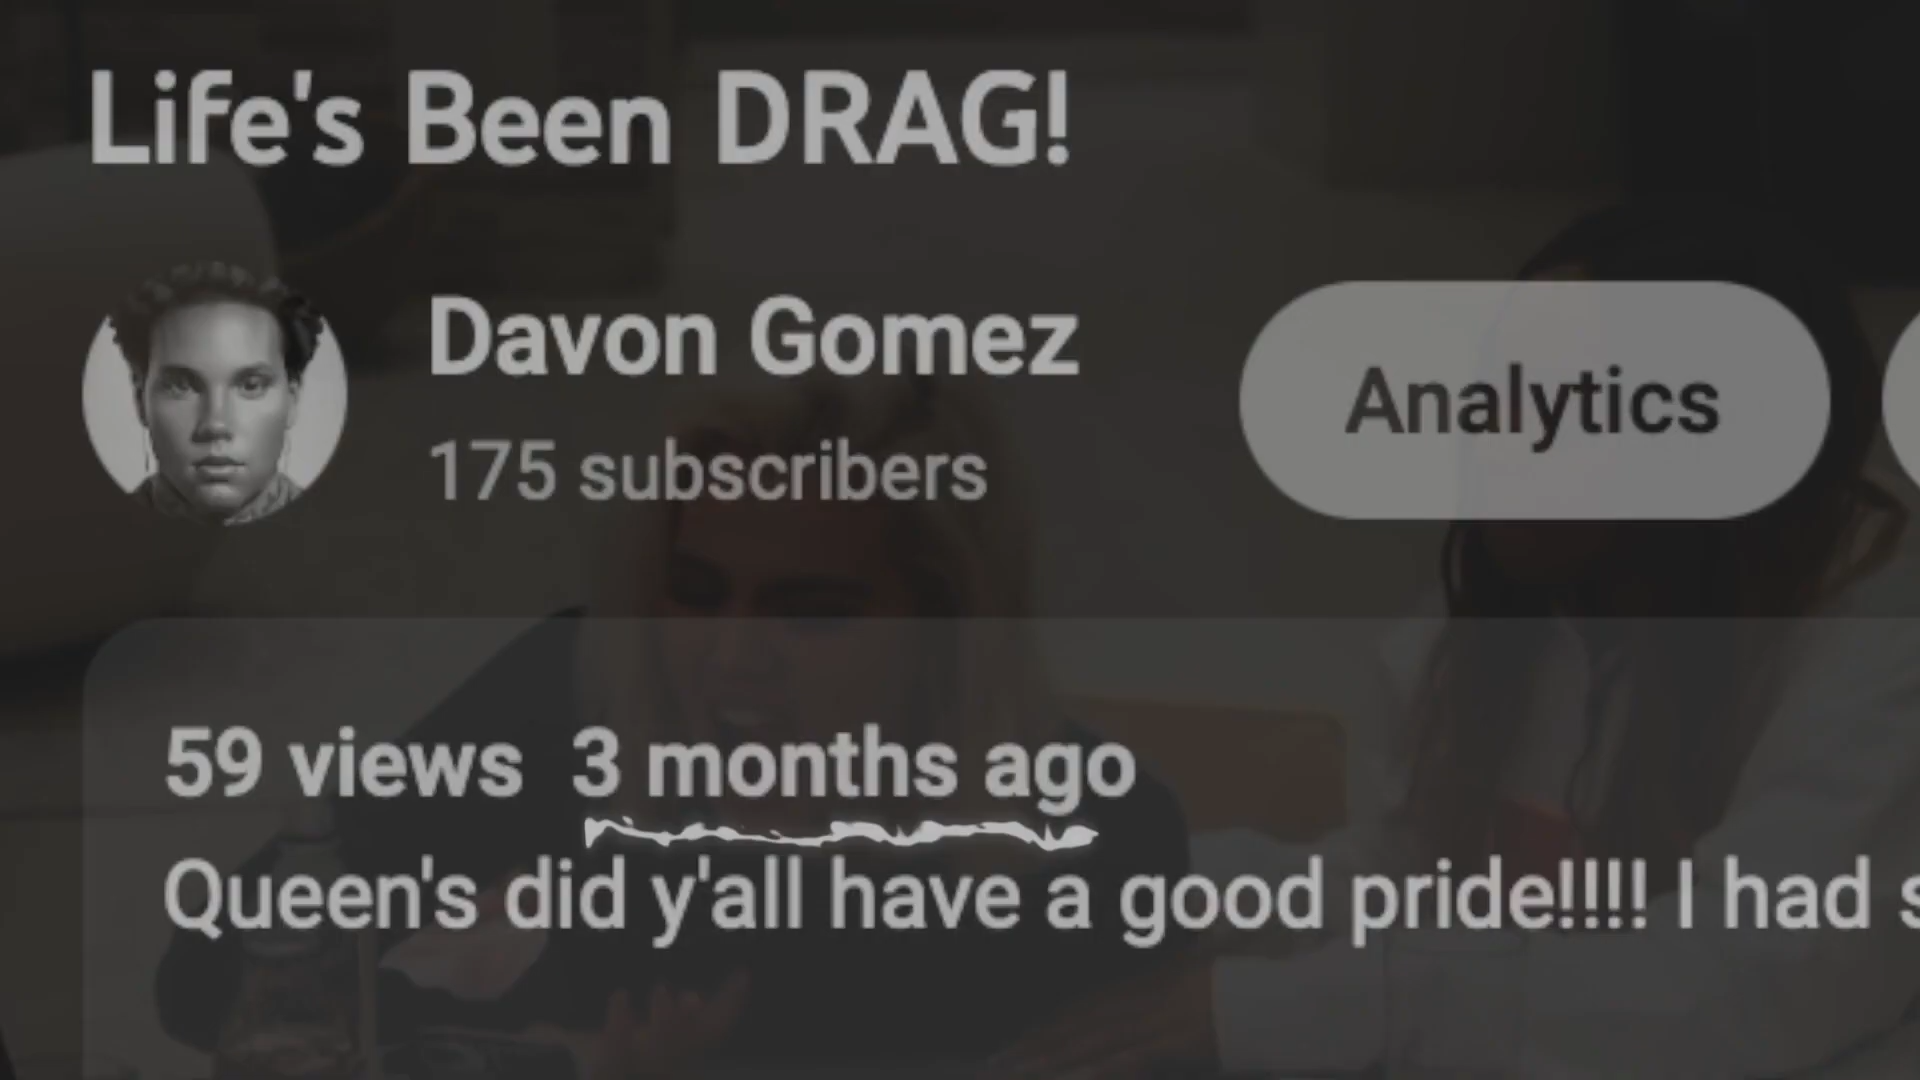 Life's Been DRAG!
Davon Gomez
175 subscribers
Analytics
59 views 3 months ago
Queen's did y'all have a good pride!!!! I had